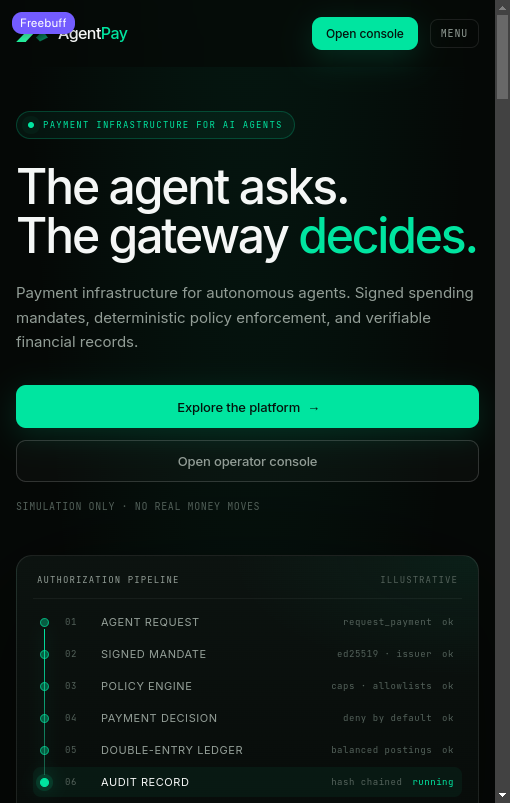 Freebuff
AgentPay
Open console
MENU
PAYMENT INFRASTRUCTURE FOR AI AGENTS
The agent asks.
The gateway decides.
Payment infrastructure for autonomous agents. Signed spending
mandates, deterministic policy enforcement, and verifiable
financial records.
Explore the platform →
Open operator console
SIMULATION ONLY · NO REAL MONEY MOVES
AUTHORIZATION PIPELINE ILLUSTRATIVE
01 AGENT REQUEST request_payment ok
02 SIGNED MANDATE ed25519 · issuer ok
03 POLICY ENGINE caps · allowlists ok
04 PAYMENT DECISION deny by default ok
05 DOUBLE-ENTRY LEDGER balanced postings ok
06 AUDIT RECORD hash chained running